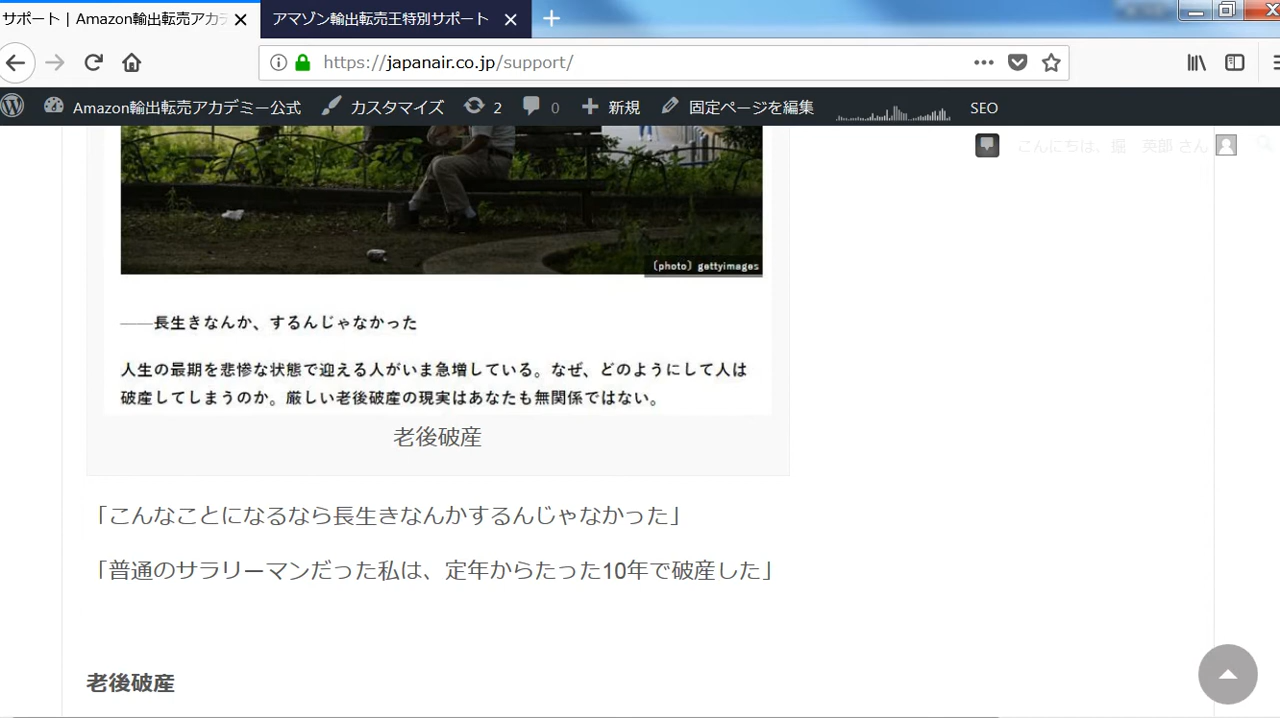 サポート | Amazon輸出転売アカデ
アマゾン輸出転売王特別サポート
https://japanair.co.jp/support/
Amazon輸出転売アカデミー公式 カスタマイズ 2 0 新規 固定ページを編集 SEO
こんにちは、堀 英郎 さん
(photo) gettyimages
――長生きなんか、するんじゃなかった
人生の最期を悲惨な状態で迎える人がいま急増している。なぜ、どのようにして人は
破産してしまうのか。厳しい老後破産の現実はあなたも無関係ではない。
老後破産
「こんなことになるなら長生きなんかするんじゃなかった」
「普通のサラリーマンだった私は、定年からたった10年で破産した」
老後破産